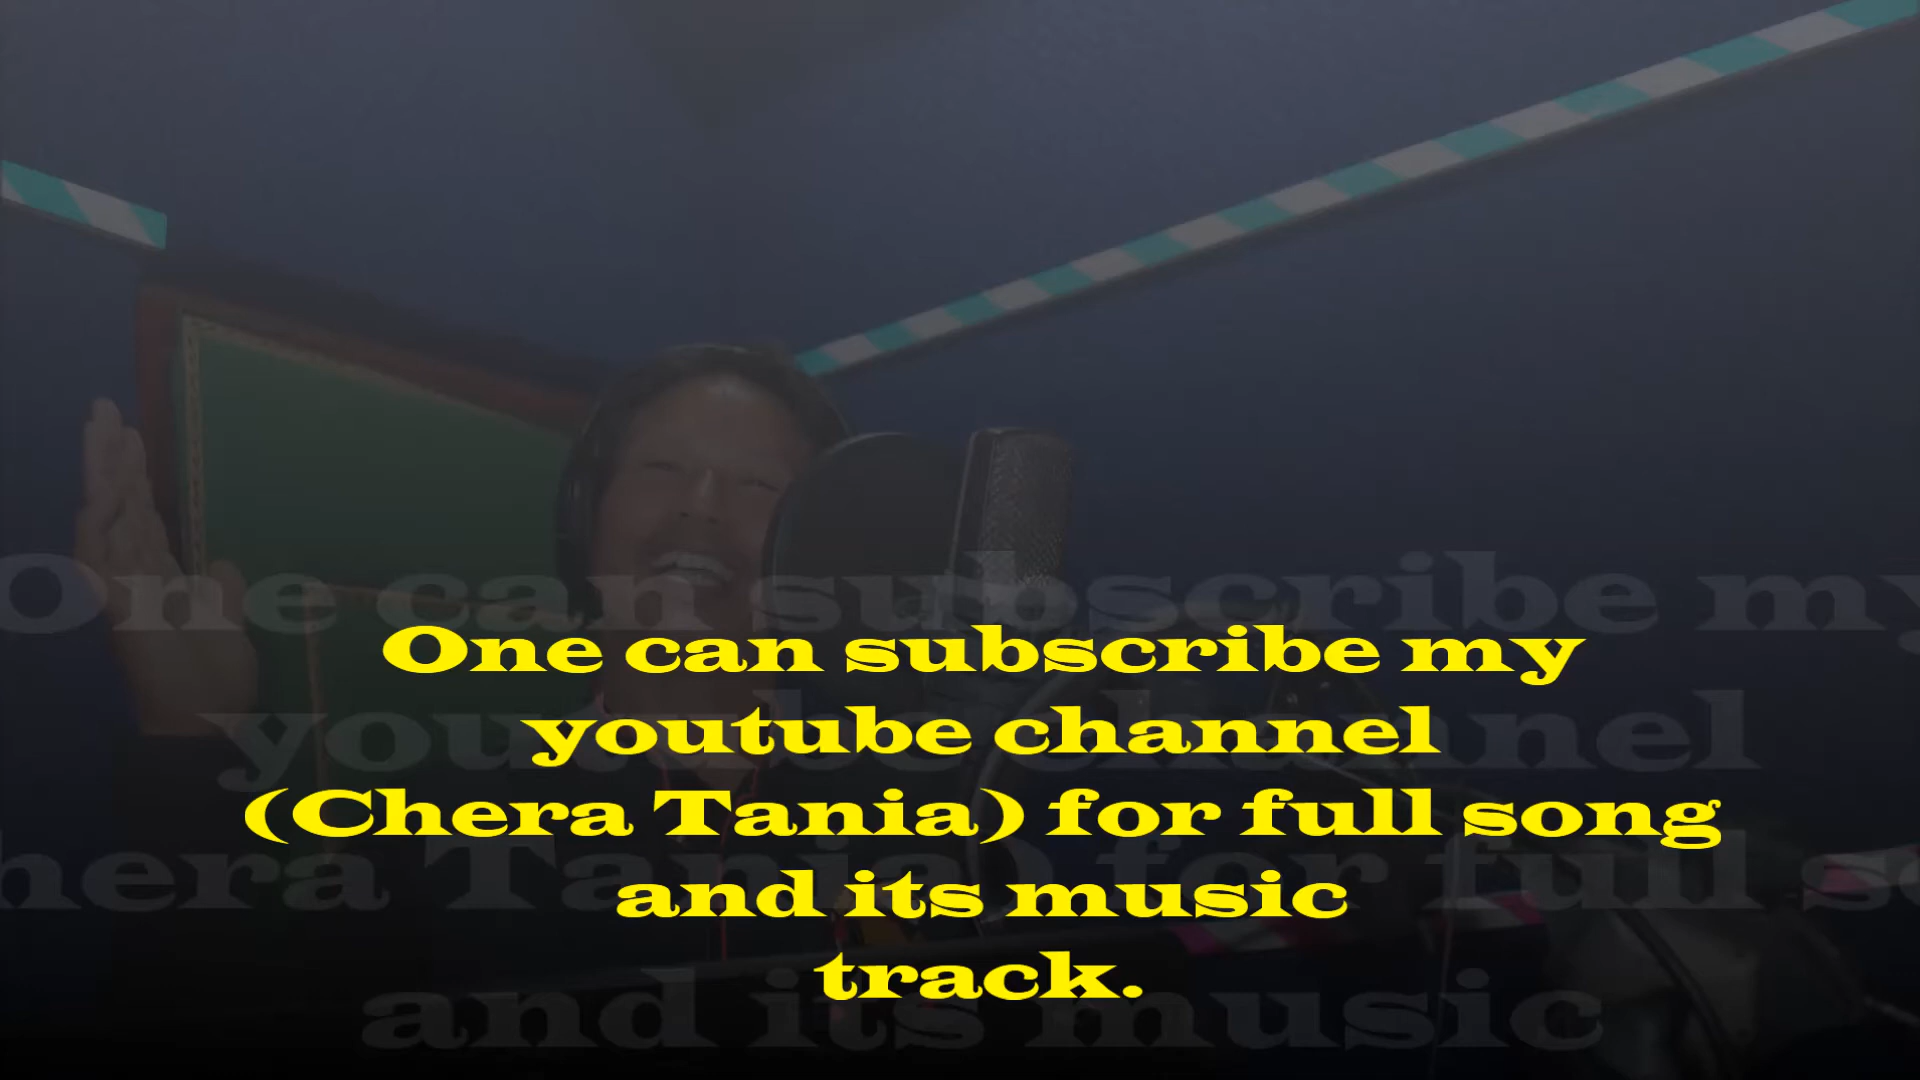 One can subscribe my
youtube channel
(Chera Tania) for full song
and its music
track.